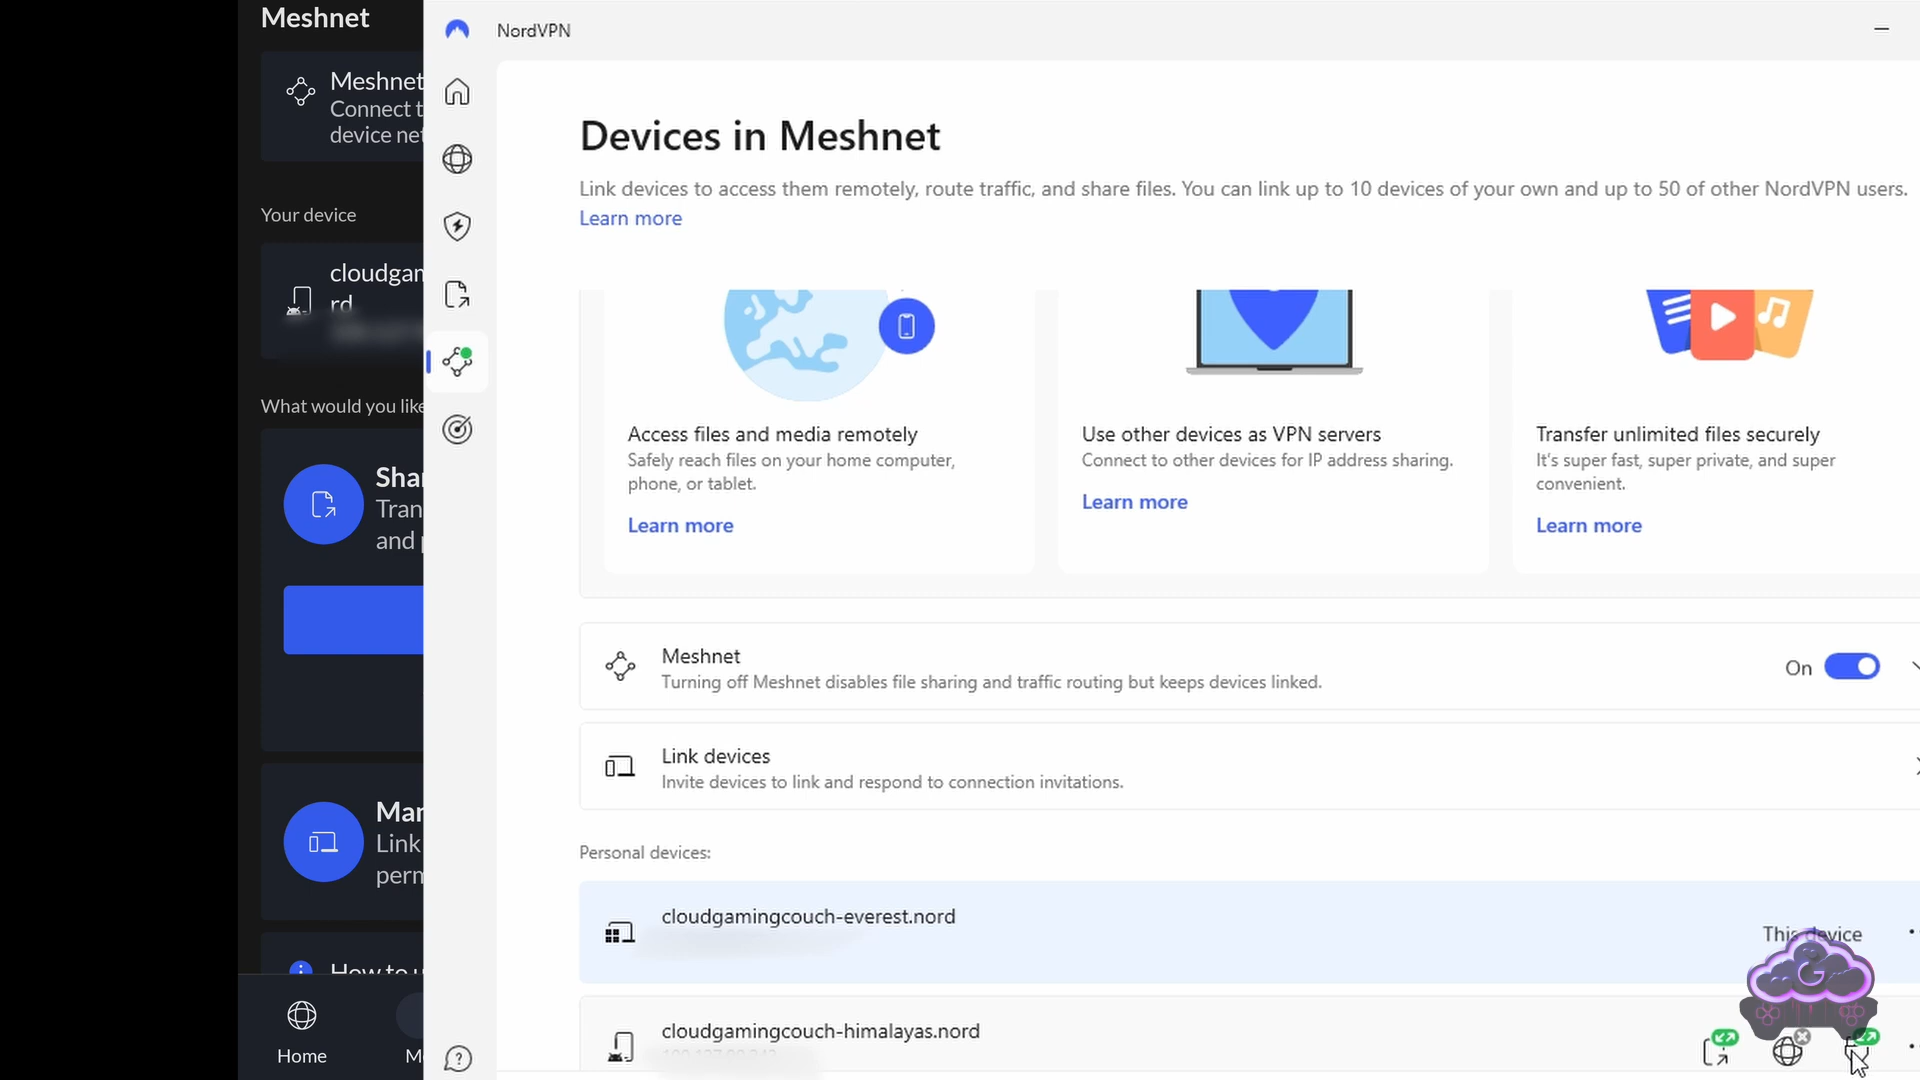 Meshnet
Meshnet
Connect t
device net
Your device
cloudgam
rd
What would you like
Shar
Tran
and p
Man
Link
perm
How to u
Home
M
NordVPN
Devices in Meshnet
Link devices to access them remotely, route traffic, and share files. You can link up to 10 devices of your own and up to 50 of other NordVPN users.
Learn more
Access files and media remotely
Safely reach files on your home computer,
phone, or tablet.
Learn more
Use other devices as VPN servers
Connect to other devices for IP address sharing.
Learn more
Transfer unlimited files securely
It's super fast, super private, and super
convenient.
Learn more
Meshnet
Turning off Meshnet disables file sharing and traffic routing but keeps devices linked.
On
Link devices
Invite devices to link and respond to connection invitations.
Personal devices:
cloudgamingcouch-everest.nord
This device
cloudgamingcouch-himalayas.nord
G